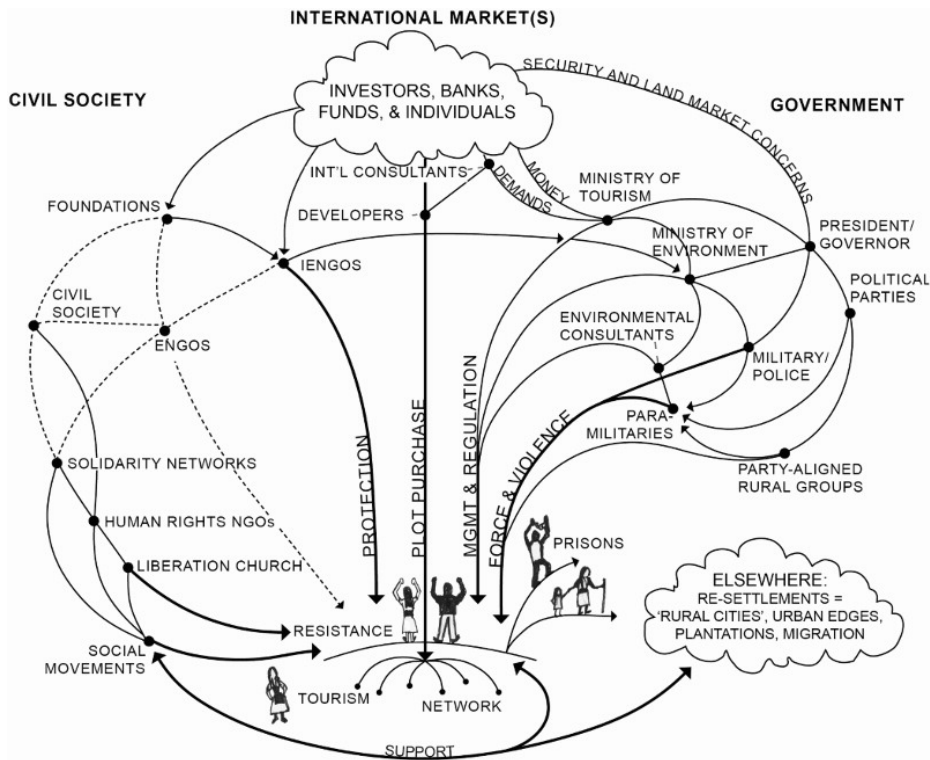 INTERNATIONAL MARKET(S)
CIVIL SOCIETY
GOVERNMENT
INVESTORS, BANKS,
FUNDS, & INDIVIDUALS
SECURITY AND LAND MARKET CONCERNS
INT'L CONSULTANTS
MONEY
DEMANDS
MINISTRY OF
TOURISM
FOUNDATIONS
DEVELOPERS
MINISTRY OF
ENVIRONMENT
PRESIDENT/
GOVERNOR
IENGOS
POLITICAL
PARTIES
CIVIL
SOCIETY
ENGOS
ENVIRONMENTAL
CONSULTANTS
MILITARY/
POLICE
PARA-
MILITARIES
PARTY-ALIGNED
RURAL GROUPS
PROTECTION
PLOT PURCHASE
MGMT & REGULATION
FORCE & VIOLENCE
SOLIDARITY NETWORKS
HUMAN RIGHTS NGOs
LIBERATION CHURCH
PRISONS
RESISTANCE
SOCIAL
MOVEMENTS
ELSEWHERE:
RE-SETTLEMENTS =
'RURAL CITIES', URBAN EDGES,
PLANTATIONS, MIGRATION
TOURISM
NETWORK
SUPPORT